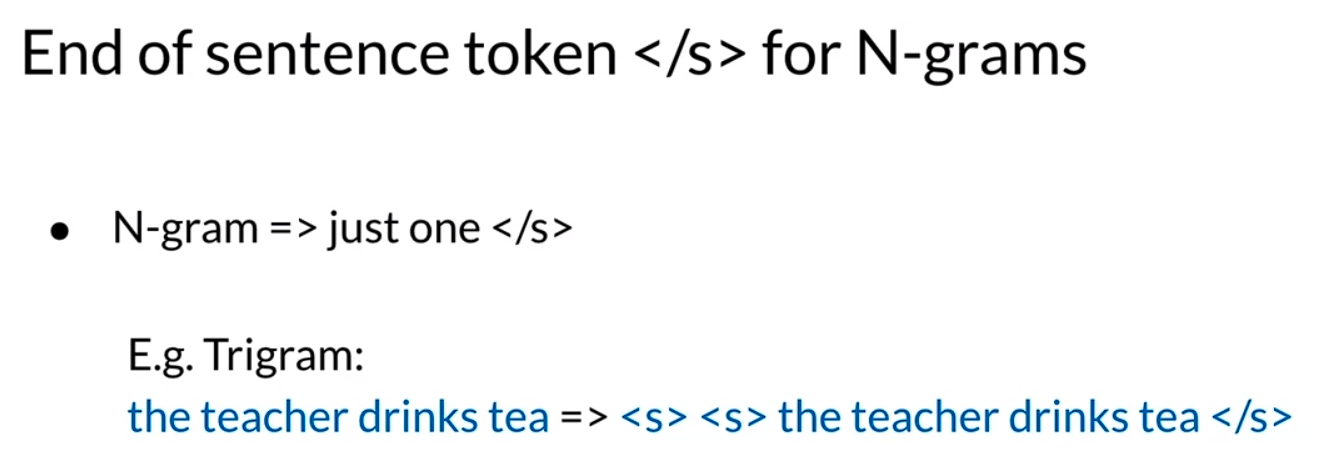 End of sentence token </s> for N-grams
● N-gram => just one </s>
E.g. Trigram:
the teacher drinks tea => <s> <s> the teacher drinks tea </s>